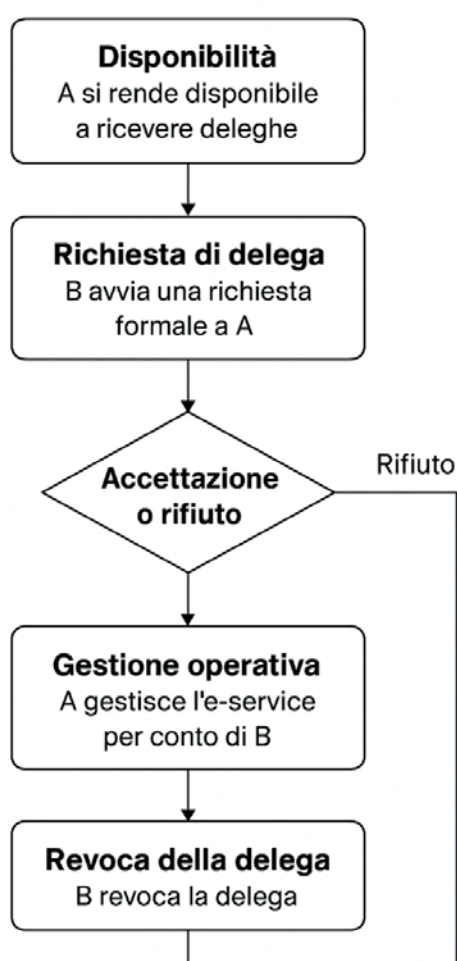 Disponibilità
A si rende disponibile
a ricevere deleghe
Richiesta di delega
B avvia una richiesta
formale a A
Accettazione
o rifiuto
Rifiuto
Gestione operativa
A gestisce l'e-service
per conto di B
Revoca della delega
B revoca la delega